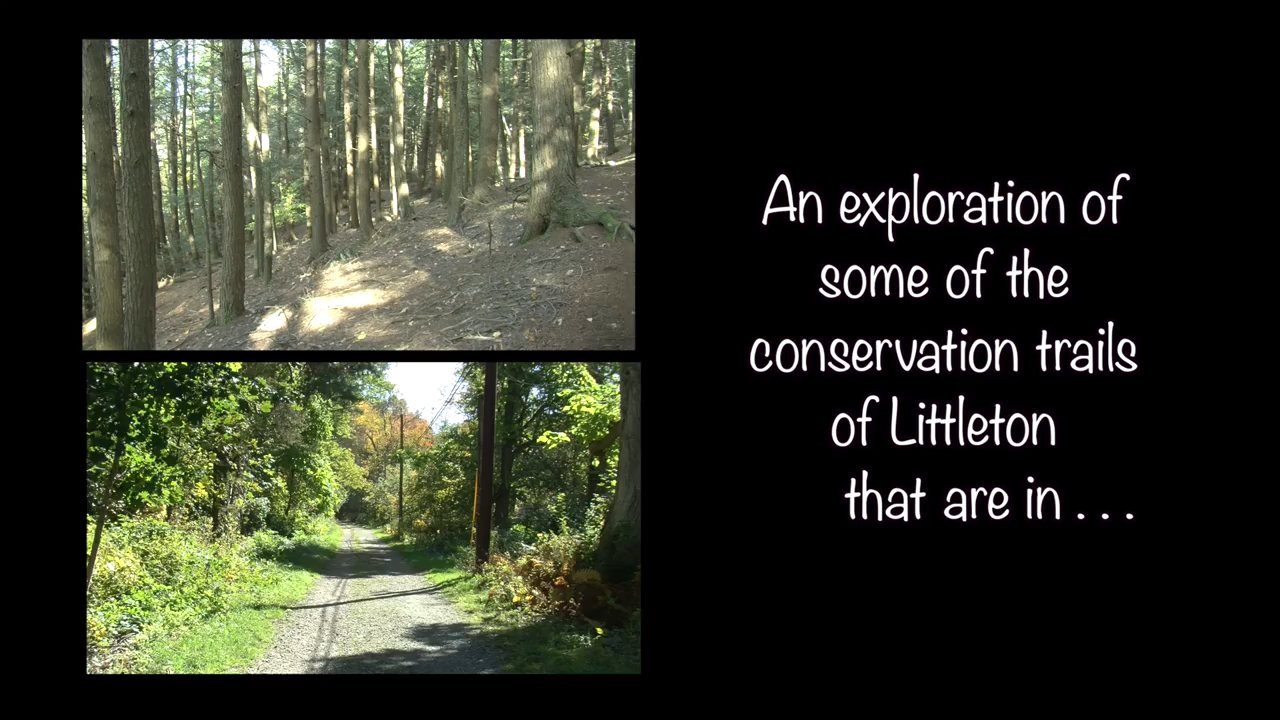 An exploration of
some of the
conservation trails
of Littleton
that are in . . .